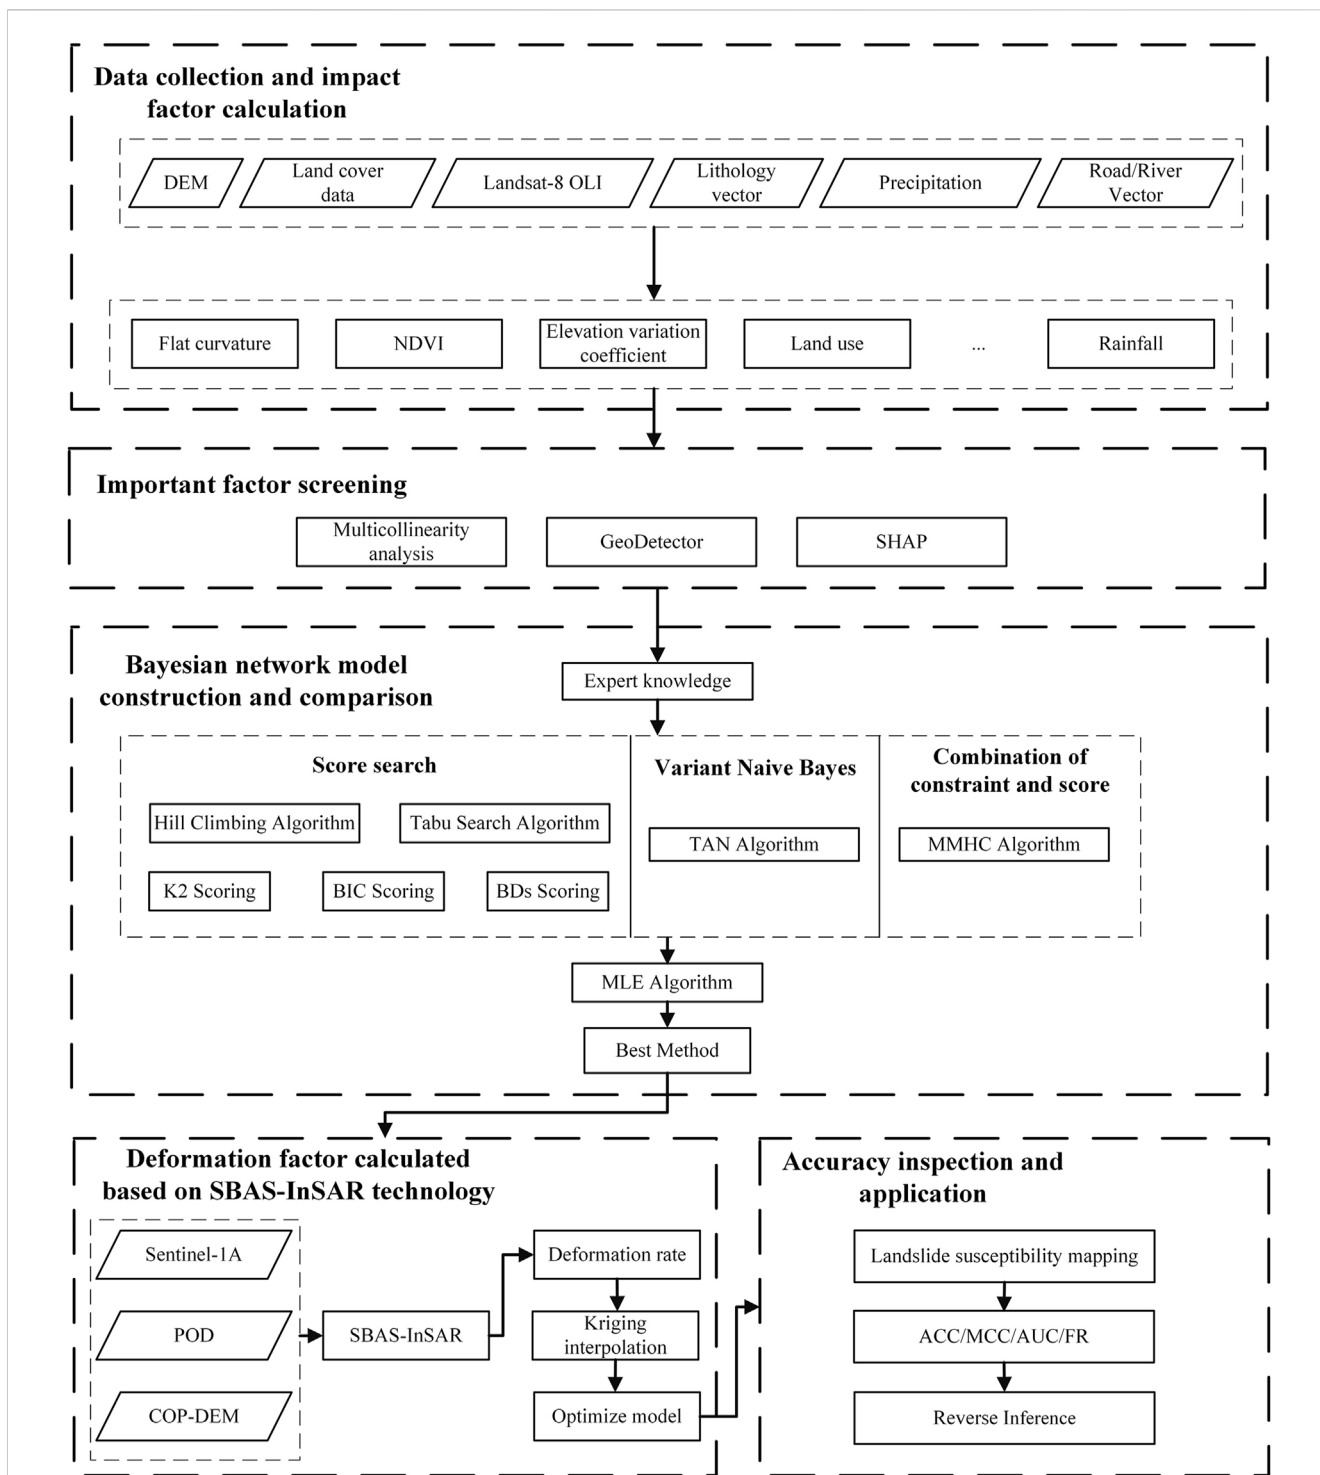 Data collection and impact
factor calculation
DEM
Land cover
data
Landsat-8 OLI
Lithology
vector
Precipitation
Road/River
Vector
Flat curvature
NDVI
Elevation variation
coefficient
Land use
...
Rainfall
Important factor screening
Multicollinearity
analysis
GeoDetector
SHAP
Bayesian network model
construction and comparison
Expert knowledge
Score search
Hill Climbing Algorithm
Tabu Search Algorithm
K2 Scoring
BIC Scoring
BDs Scoring
Variant Naive Bayes
TAN Algorithm
Combination of
constraint and score
MMHC Algorithm
MLE Algorithm
Best Method
Deformation factor calculated
based on SBAS-InSAR technology
Sentinel-1A
POD
COP-DEM
SBAS-InSAR
Deformation rate
Kriging
interpolation
Optimize model
Accuracy inspection and
application
Landslide susceptibility mapping
ACC/MCC/AUC/FR
Reverse Inference